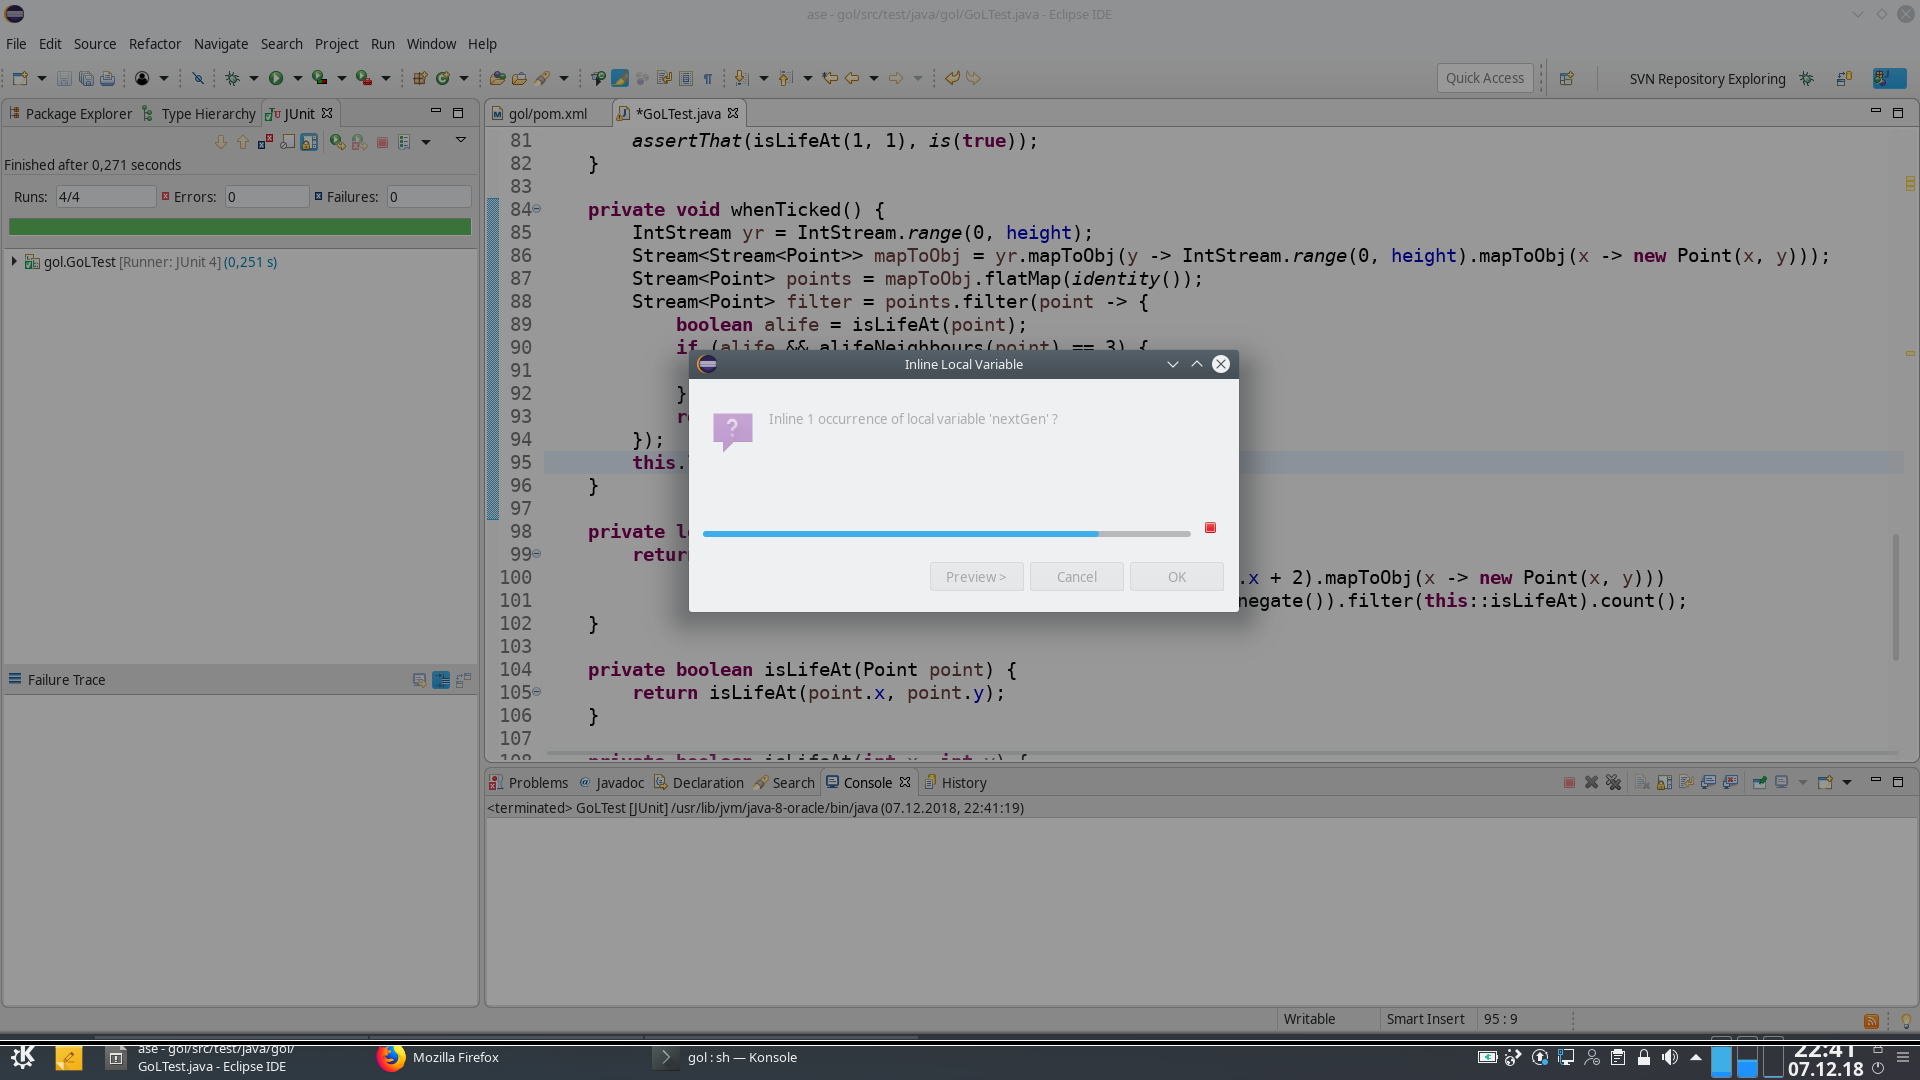 ase - gol/src/test/java/gol/GoLTest.java - Eclipse IDE
File Edit Source Refactor Navigate Search Project Run Window Help
Quick Access
SVN Repository Exploring
Package Explorer Type Hierarchy JUnit
Finished after 0,271 seconds
Runs: 4/4 Errors: 0 Failures: 0
gol.GoLTest [Runner: JUnit 4] (0,251 s)
Failure Trace
gol/pom.xml *GoLTest.java
81 assertThat(isLifeAt(1, 1), is(true));
82 }
83
84 private void whenTicked() {
85 IntStream yr = IntStream.range(0, height);
86 Stream<Stream<Point>> mapToObj = yr.mapToObj(y -> IntStream.range(0, height).mapToObj(x -> new Point(x, y)));
87 Stream<Point> points = mapToObj.flatMap(identity());
88 Stream<Point> filter = points.filter(point -> {
89 boolean alife = isLifeAt(point);
90 if (alife && alifeNeighbours(point) == 3) {
91
92 }
93 re
94 });
95 this.
96 }
97
98 private l
99 retur
100 .x + 2).mapToObj(x -> new Point(x, y)))
101 negate()).filter(this::isLifeAt).count();
102 }
103
104 private boolean isLifeAt(Point point) {
105 return isLifeAt(point.x, point.y);
106 }
107
108 private boolean isLifeAt(int x, int y) {
Inline Local Variable
Inline 1 occurrence of local variable 'nextGen' ?
Preview > Cancel OK
Problems Javadoc Declaration Search Console History
<terminated> GoLTest [JUnit] /usr/lib/jvm/java-8-oracle/bin/java (07.12.2018, 22:41:19)
Writable Smart Insert 95 : 9
ase - gol/src/test/java/gol/
GoLTest.java - Eclipse IDE
Mozilla Firefox
gol : sh — Konsole
22:41
07.12.18